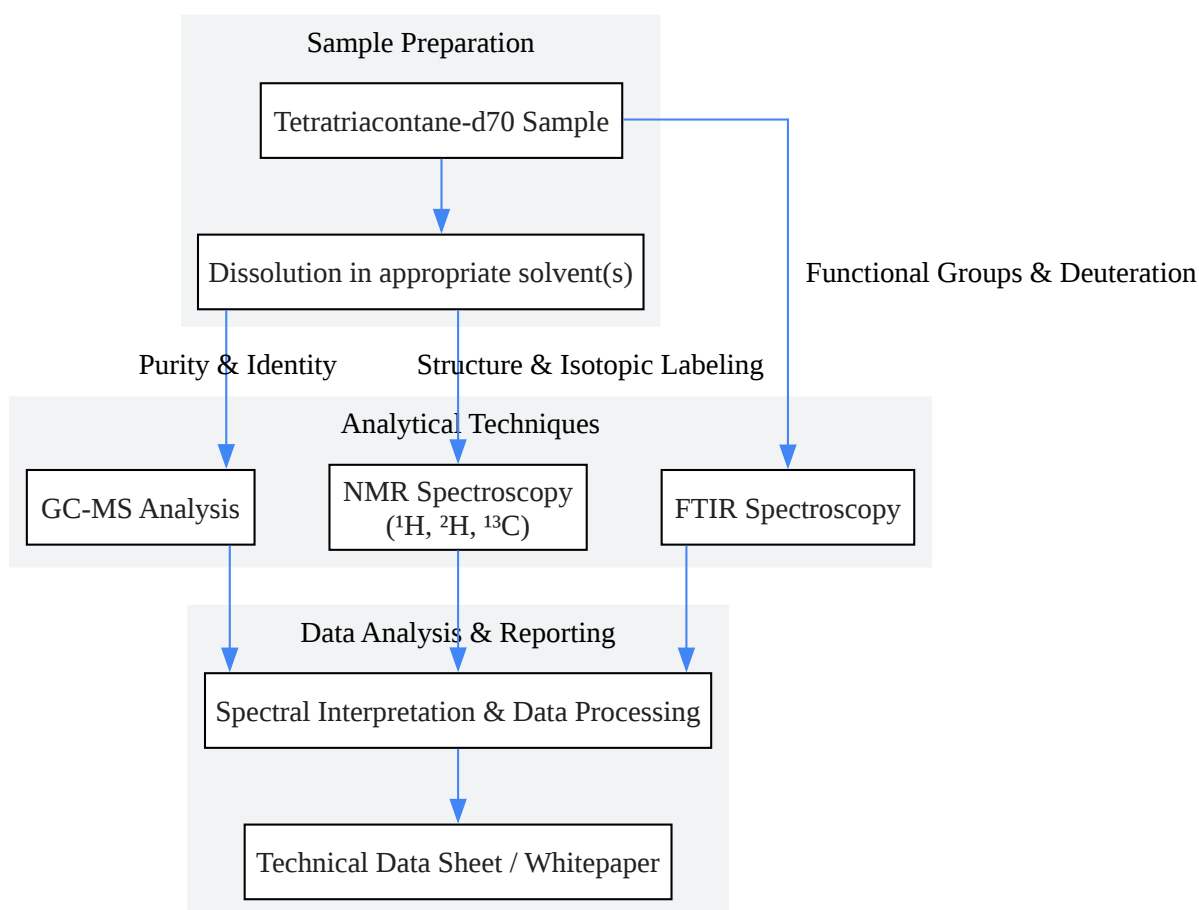 Sample Preparation
Tetratriacontane-d70 Sample
Dissolution in appropriate solvent(s)
Functional Groups & Deuteration
Purity & Identity
Structure & Isotopic Labeling
Analytical Techniques
GC-MS Analysis
NMR Spectroscopy
(¹H, ²H, ¹³C)
FTIR Spectroscopy
Data Analysis & Reporting
Spectral Interpretation & Data Processing
Technical Data Sheet / Whitepaper